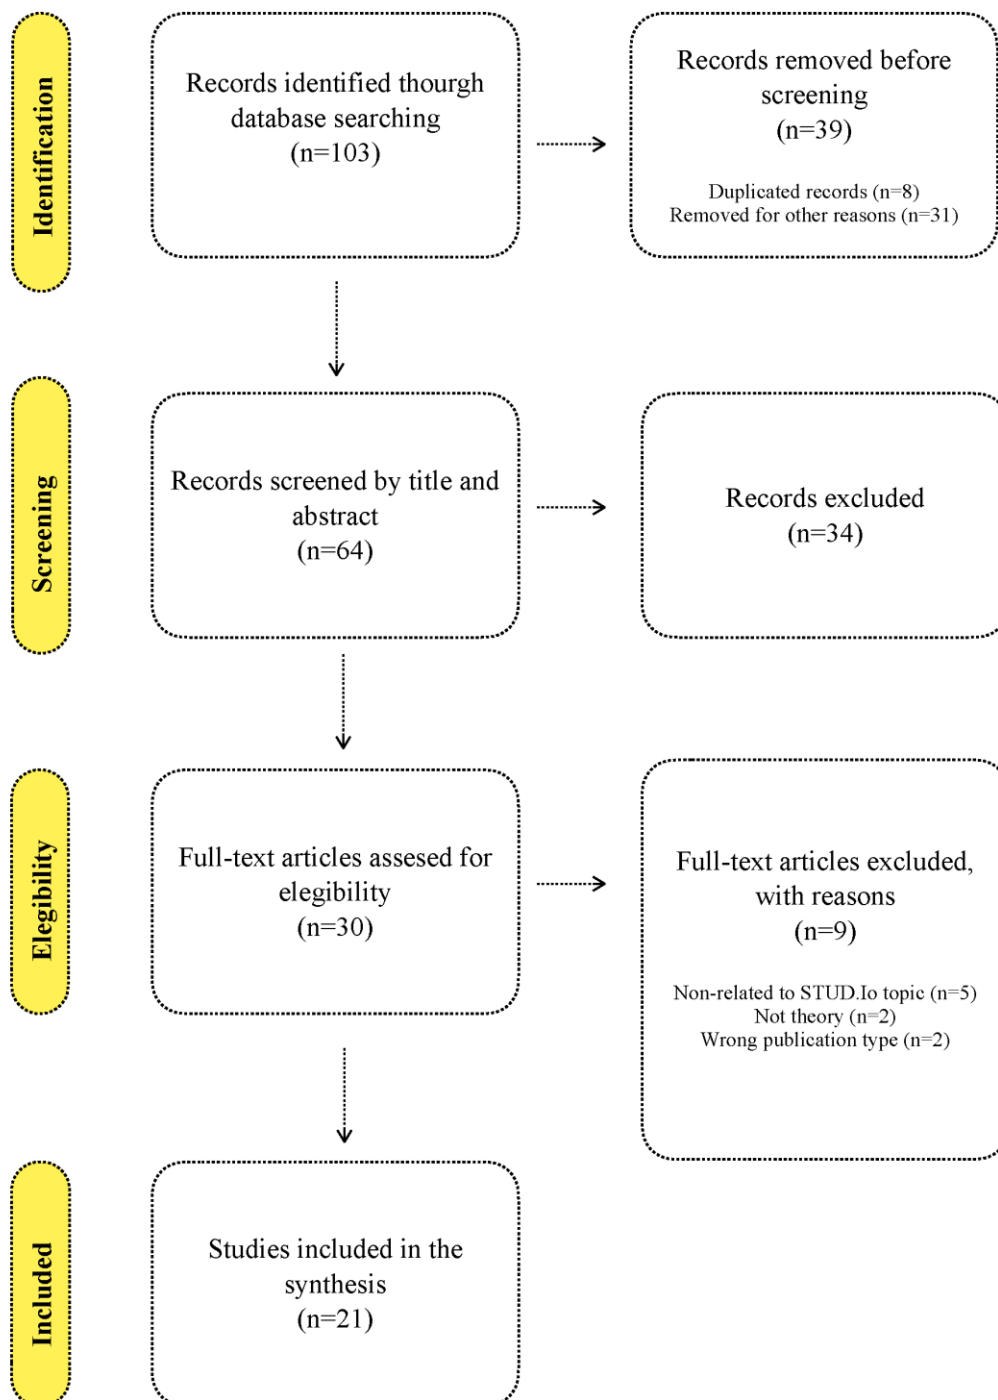 Identification
Records identified thourgh
database searching
(n=103)
Records removed before
screening
(n=39)
Duplicated records (n=8)
Removed for other reasons (n=31)
Screening
Records screened by title and
abstract
(n=64)
Records excluded
(n=34)
Elegibility
Full-text articles assesed for
elegibility
(n=30)
Full-text articles excluded,
with reasons
(n=9)
Non-related to STUD.Io topic (n=5)
Not theory (n=2)
Wrong publication type (n=2)
Included
Studies included in the
synthesis
(n=21)